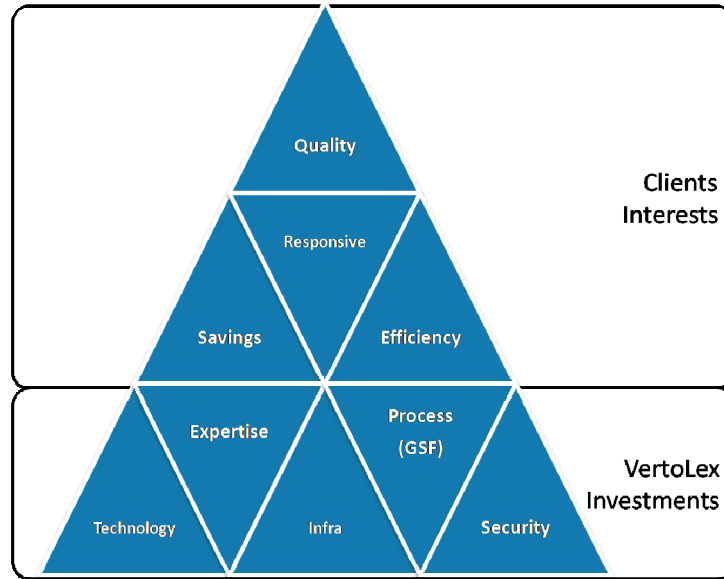 Quality
Clients
Interests
Responsive
Savings
Efficiency
Expertise
Process
(GSF)
VertoLex
Investments
Technology
Infra
Security